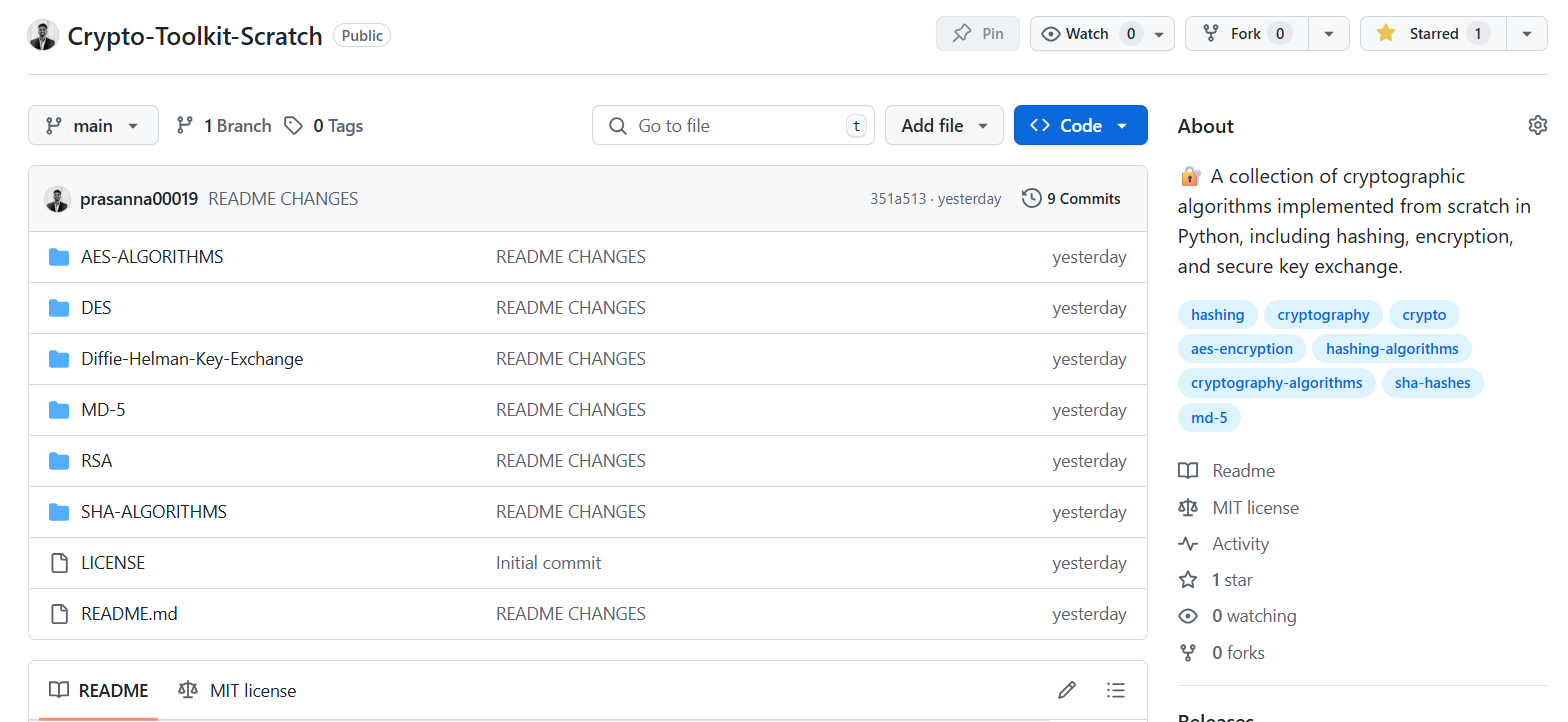 Crypto-Toolkit-Scratch Public Pin Watch 0 Fork 0 Starred 1
main 1 Branch 0 Tags Go to file t Add file Code
prasanna00019 README CHANGES 351a513 · yesterday 9 Commits
AES-ALGORITHMS README CHANGES yesterday
DES README CHANGES yesterday
Diffie-Helman-Key-Exchange README CHANGES yesterday
MD-5 README CHANGES yesterday
RSA README CHANGES yesterday
SHA-ALGORITHMS README CHANGES yesterday
LICENSE Initial commit yesterday
README.md README CHANGES yesterday
README MIT license
About
🔐 A collection of cryptographic
algorithms implemented from scratch in
Python, including hashing, encryption,
and secure key exchange.
hashing cryptography crypto
aes-encryption hashing-algorithms
cryptography-algorithms sha-hashes
md-5
Readme
MIT license
Activity
1 star
0 watching
0 forks
Releases